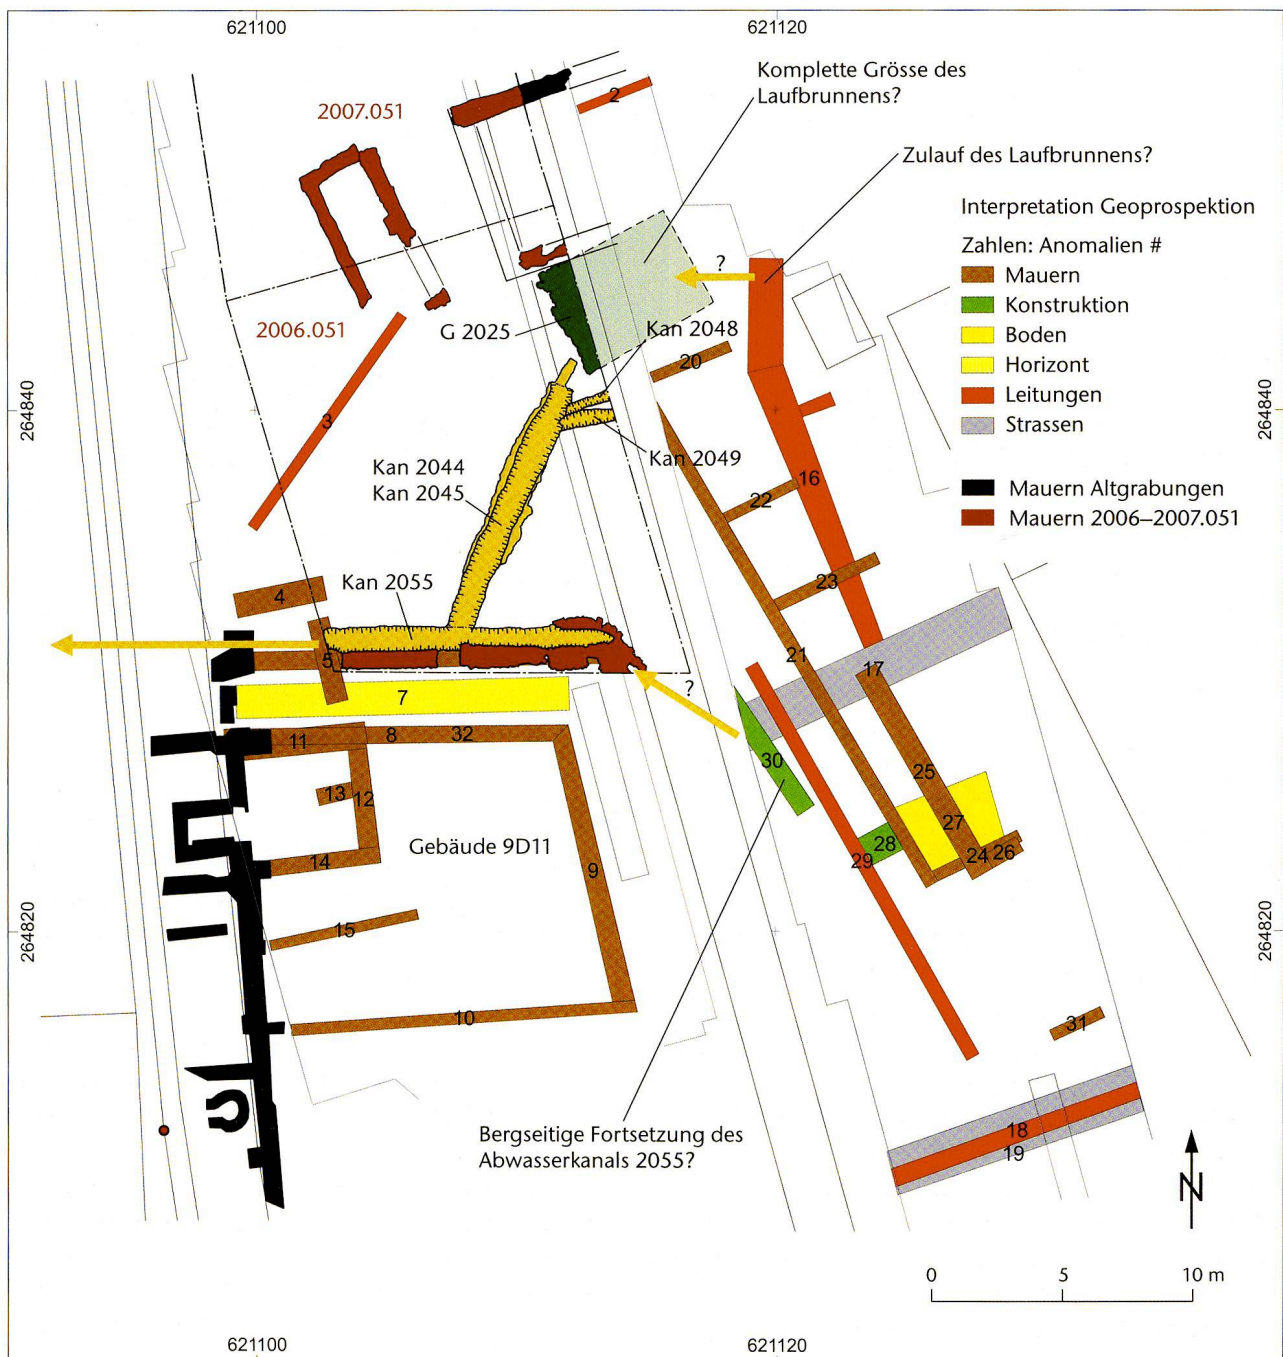 621100
621120
Komplette Grösse des
Laufbrunnens?
2007.051
2
Zulauf des Laufbrunnens?
Interpretation Geoprospektion
Zahlen: Anomalien #
Mauern
Konstruktion
Boden
Horizont
Leitungen
Strassen
Mauern Altgrabungen
Mauern 2006–2007.051
?
2006.051
G 2025
Kan 2048
20
264840
264840
3
Kan 2049
Kan 2044
Kan 2045
16
22
Kan 2055
23
4
5
21
17
7
?
30
11
8
32
25
13
12
27
Gebäude 9D11
28
14
9
29
24
26
15
264820
264820
10
31
18
19
Bergseitige Fortsetzung des
Abwasserkanals 2055?
N
0
5
10 m
621100
621120